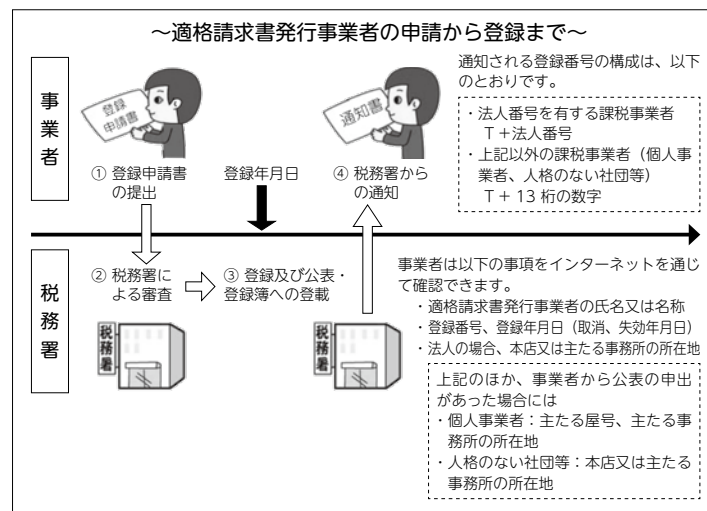 ～適格請求書発行事業者の申請から登録まで～
事業者
登録
申請書
通知書
① 登録申請書
の提出
登録年月日
④ 税務署から
の通知
通知される登録番号の構成は、以下
のとおりです。
・法人番号を有する課税事業者
T＋法人番号
・上記以外の課税事業者（個人事
業者、人格のない社団等）
T＋13 桁の数字
税務署
② 税務署に
よる審査
③ 登録及び公表・
登録簿への登載
税務署
税務署
事業者は以下の事項をインターネットを通じ
て確認できます。
・適格請求書発行事業者の氏名又は名称
・登録番号、登録年月日（取消、失効年月日）
・法人の場合、本店又は主たる事務所の所在地
上記のほか、事業者から公表の申出
があった場合には
・個人事業者：主たる屋号、主たる事
務所の所在地
・人格のない社団等：本店又は主たる
事務所の所在地